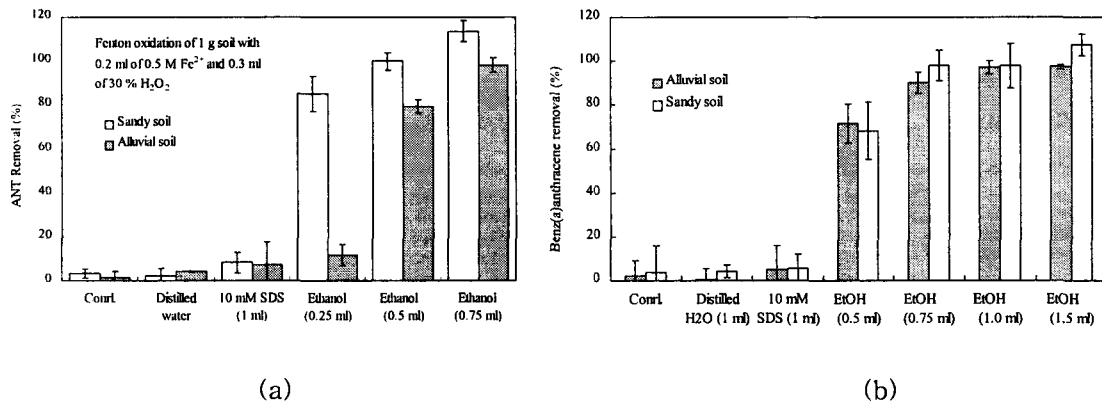 120
100
80
60
40
20
0
ANT Removal (%)
Fenton oxidation of 1 g soil with
0.2 ml of 0.5 M Fe²⁺ and 0.3 ml
of 30 % H₂O₂
Sandy soil
Alluvial soil
Conrl. Distilled 10 mM SDS Ethanol Ethanol Ethanol
water (1 ml) (0.25 ml) (0.5 ml) (0.75 ml)
(a)
120
100
80
60
40
20
0
Benz(a)anthracene removal (%)
Alluvial soil
Sandy soil
Conrl. Distilled 10 mM EtOH EtOH EtOH EtOH
H2O (1 ml) SDS (1 ml) (0.5 ml) (0.75 ml) (1.0 ml) (1.5 ml)
(b)